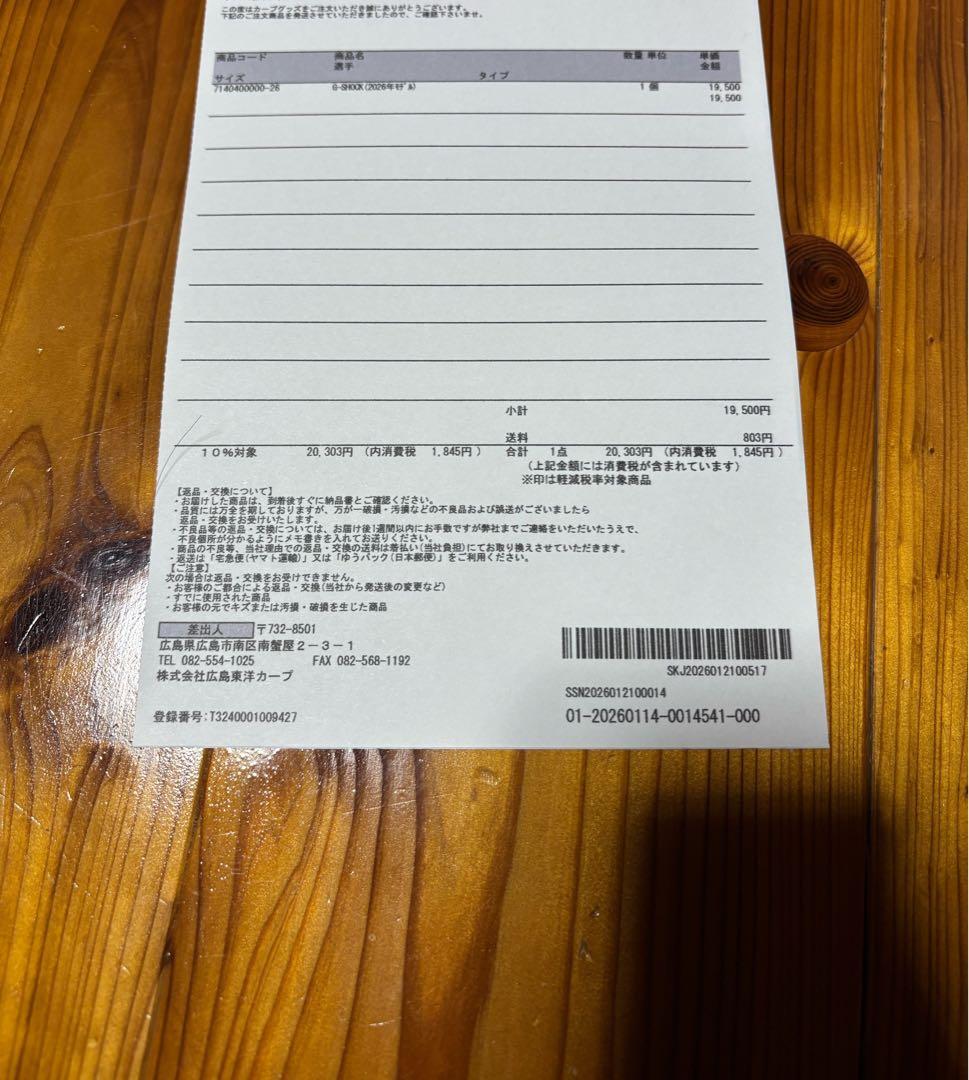 この度はカープグッズをご注文いただき誠にありがとうございます。
下記のご注文商品を発送させていただきましたので、ご確認下さいませ。
商品コード 商品名 数量 単位 単価
選手 金額
サイズ タイプ
7140400000-26 G-SHOCK(2026年ﾓﾃﾞﾙ) 1 個 19,500
19,500
小計 19,500円
送料 803円
10%対象 20,303円 (内消費税 1,845円 ) 合計 1点 20,303円 (内消費税 1,845円 )
(上記金額には消費税が含まれています)
※印は軽減税率対象商品
【返品・交換について】
・お届けした商品は、到着後すぐに納品書とご確認ください。
・品質には万全を期しておりますが、万が一破損・汚損などの不良品および誤送がございましたら
返品・交換をお受けいたします。
・不良品等の返品・交換については、お届け後1週間以内にお手数ですが弊社までご連絡をいただいたうえで、
不良個所が分かるようにメモ書きを入れてお送りください。
・商品の不良等、当社理由での返品・交換の送料は着払い(当社負担)にてお取り換えさせていただきます。
・返送は「宅急便(ヤマト運輸)」又は「ゆうパック(日本郵便)」をご利用ください。
【ご注意】
次の場合は返品・交換をお受けできません。
・お客様のご都合による返品・交換(当社から発送後の変更など)
・すでに使用された商品
・お客様の元でキズまたは汚損・破損を生じた商品
差出人 〒732-8501
広島県広島市南区南蟹屋2-3-1
TEL 082-554-1025 FAX 082-568-1192
株式会社広島東洋カープ
登録番号:T3240001009427
SKJ2026012100517
SSN2026012100014
01-20260114-0014541-000